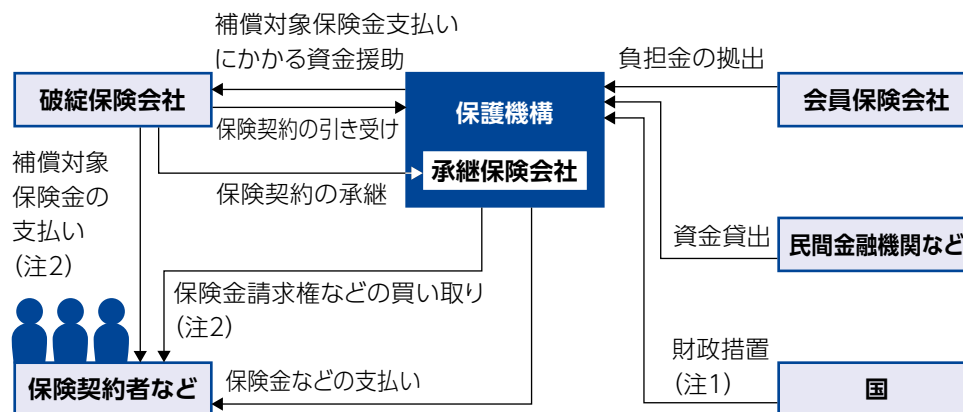 補償対象保険金支払い
にかかる資金援助
負担金の拠出
破綻保険会社
保護機構
会員保険会社
保険契約の引き受け
補償対象
保険金の
支払い
(注2)
承継保険会社
保険契約の承継
資金貸出
民間金融機関など
保険金請求権などの買い取り
(注2)
財政措置
(注1)
保険契約者など
保険金などの支払い
国